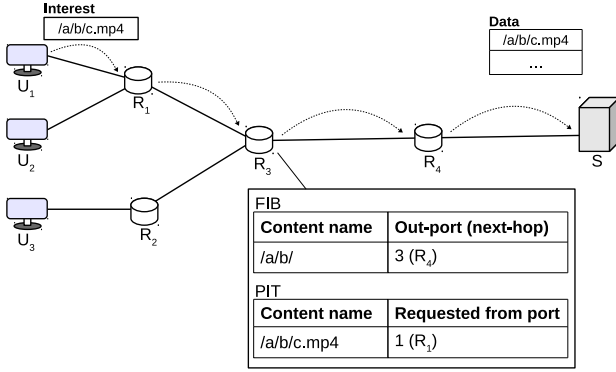 Interest
/a/b/c.mp4
Data
/a/b/c.mp4
...
U1
R1
U2
R3
R4
S
U3
R2
FIB
Content name Out-port (next-hop)
/a/b/ 3 (R4)
PIT
Content name Requested from port
/a/b/c.mp4 1 (R1)